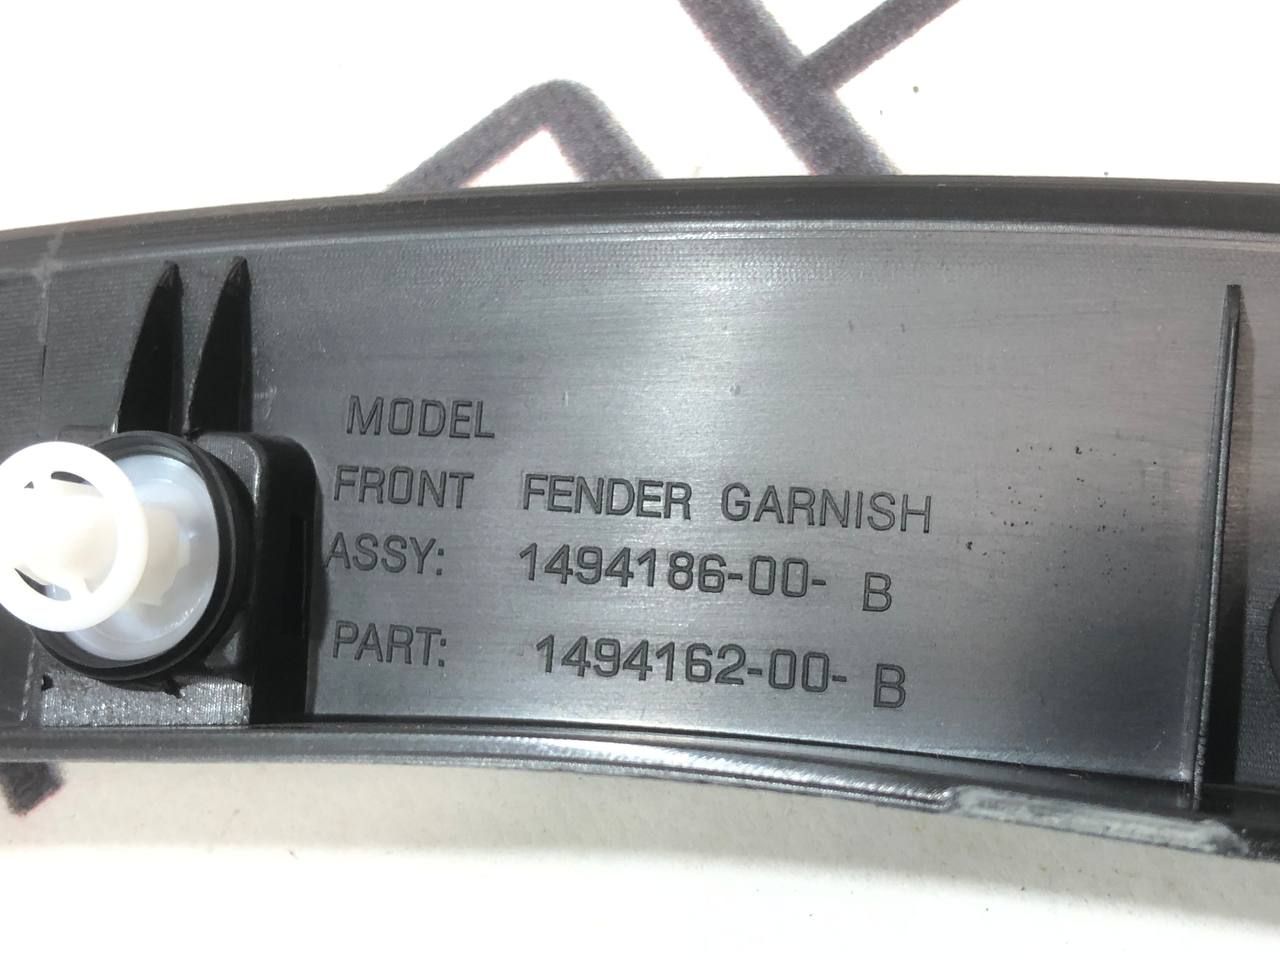 MODEL
FRONT FENDER GARNISH
ASSY: 1494186-00- B
PART: 1494162-00- B